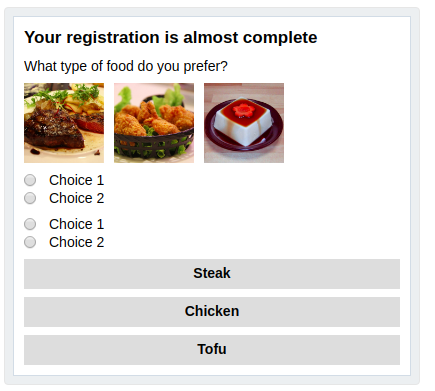 Your registration is almost complete
What type of food do you prefer?
Choice 1
Choice 2
Choice 1
Choice 2
Steak
Chicken
Tofu